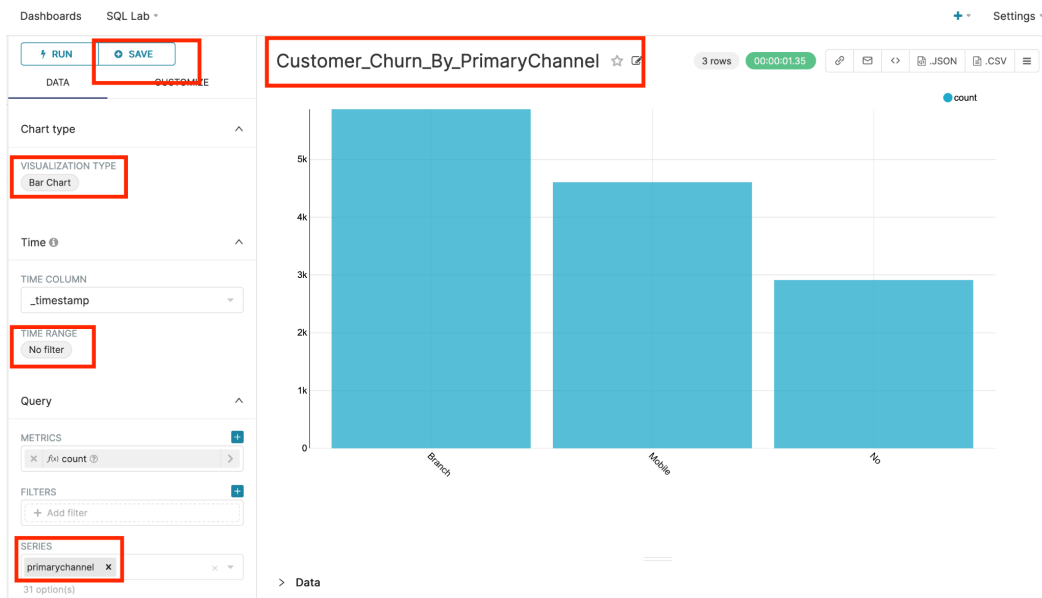 Dashboards SQL Lab Settings
RUN SAVE
DATA CUSTOMIZE
Chart type
VISUALIZATION TYPE
Bar Chart
Time
TIME COLUMN
_timestamp
TIME RANGE
No filter
Query
METRICS
f(x) count
FILTERS
+ Add filter
SERIES
primarychannel x
31 option(s)
Customer_Churn_By_PrimaryChannel
3 rows 00:00:01.35 .JSON .CSV
count
5k
4k
3k
2k
1k
0
Branch Mobile No
Data